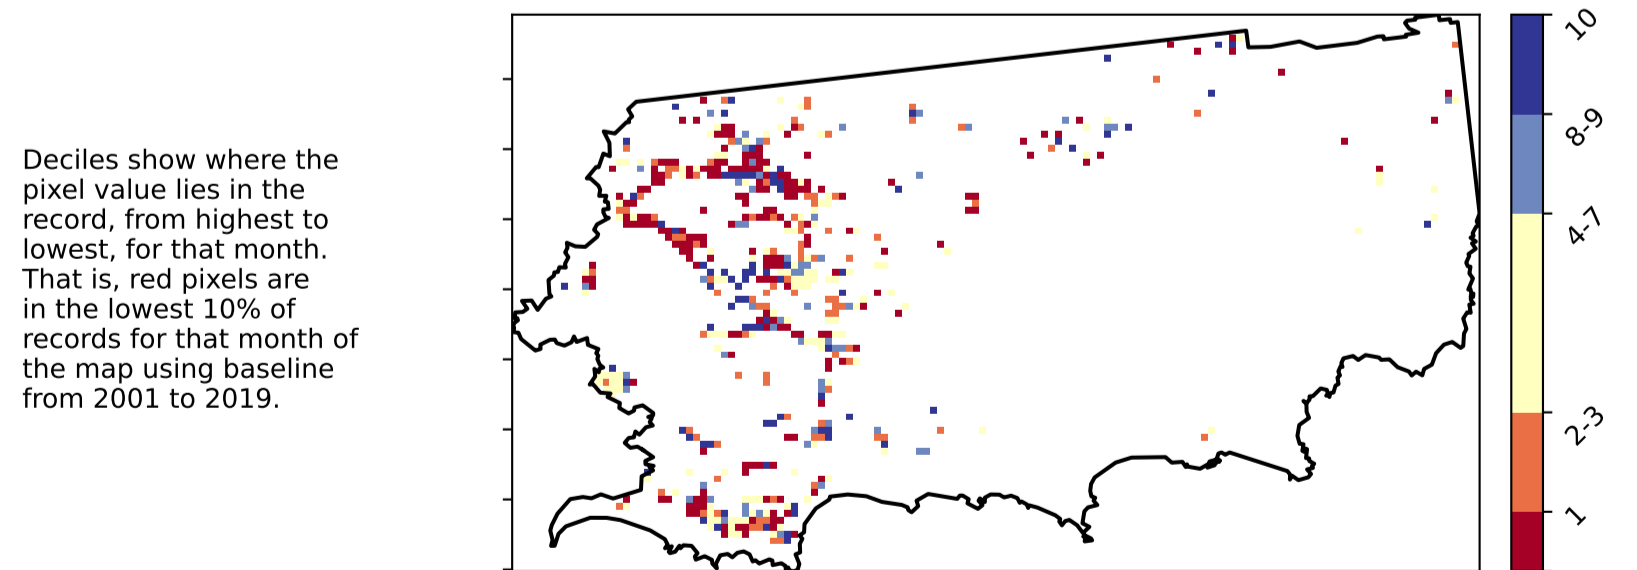 Deciles show where the
pixel value lies in the
record, from highest to
lowest, for that month.
That is, red pixels are
in the lowest 10% of
records for that month of
the map using baseline
from 2001 to 2019.
10
8-9
4-7
2-3
1